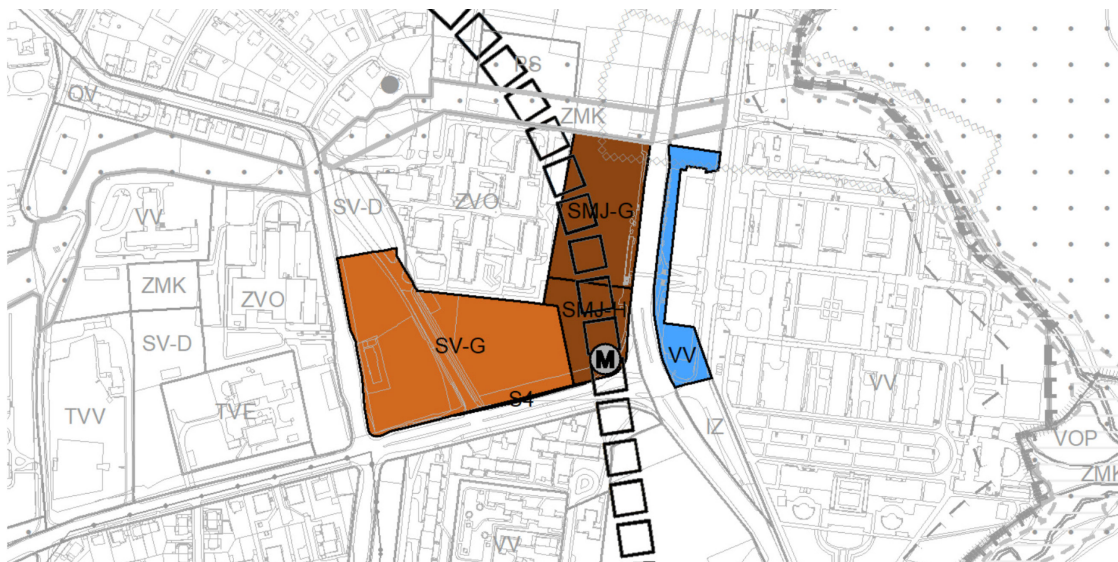 PS
OV
ZMK
SV-D
ZVO
SMJ-G
VV
ZMK
ZVO
SMJ-H
SV-D
SV-G
M
VV
VV
TVV
TVE
S4
IZ
VOP
ZMK
VV